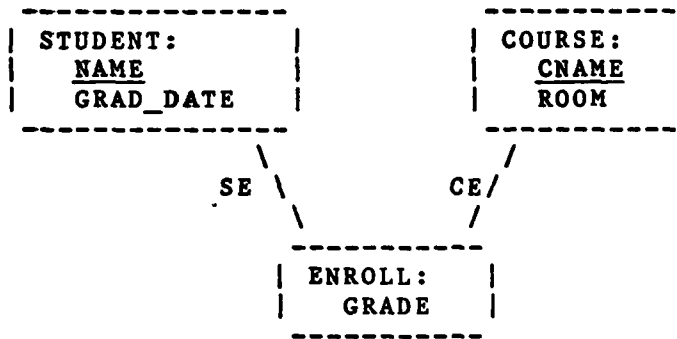 STUDENT:
NAME
GRAD_DATE
COURSE:
CNAME
ROOM
SE
CE
ENROLL:
GRADE